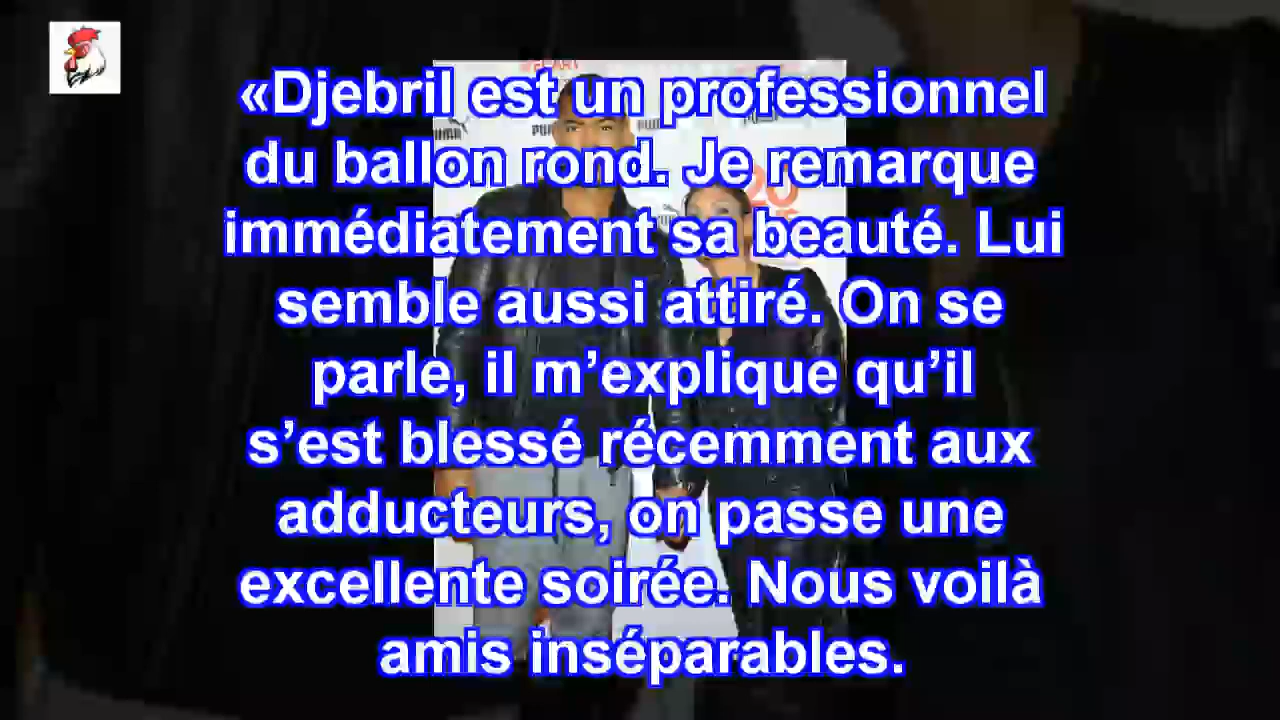 «Djebril est un professionnel
du ballon rond. Je remarque
immédiatement sa beauté. Lui
semble aussi attiré. On se
parle, il m’explique qu’il
s’est blessé récemment aux
adducteurs, on passe une
excellente soirée. Nous voilà
amis inséparables.